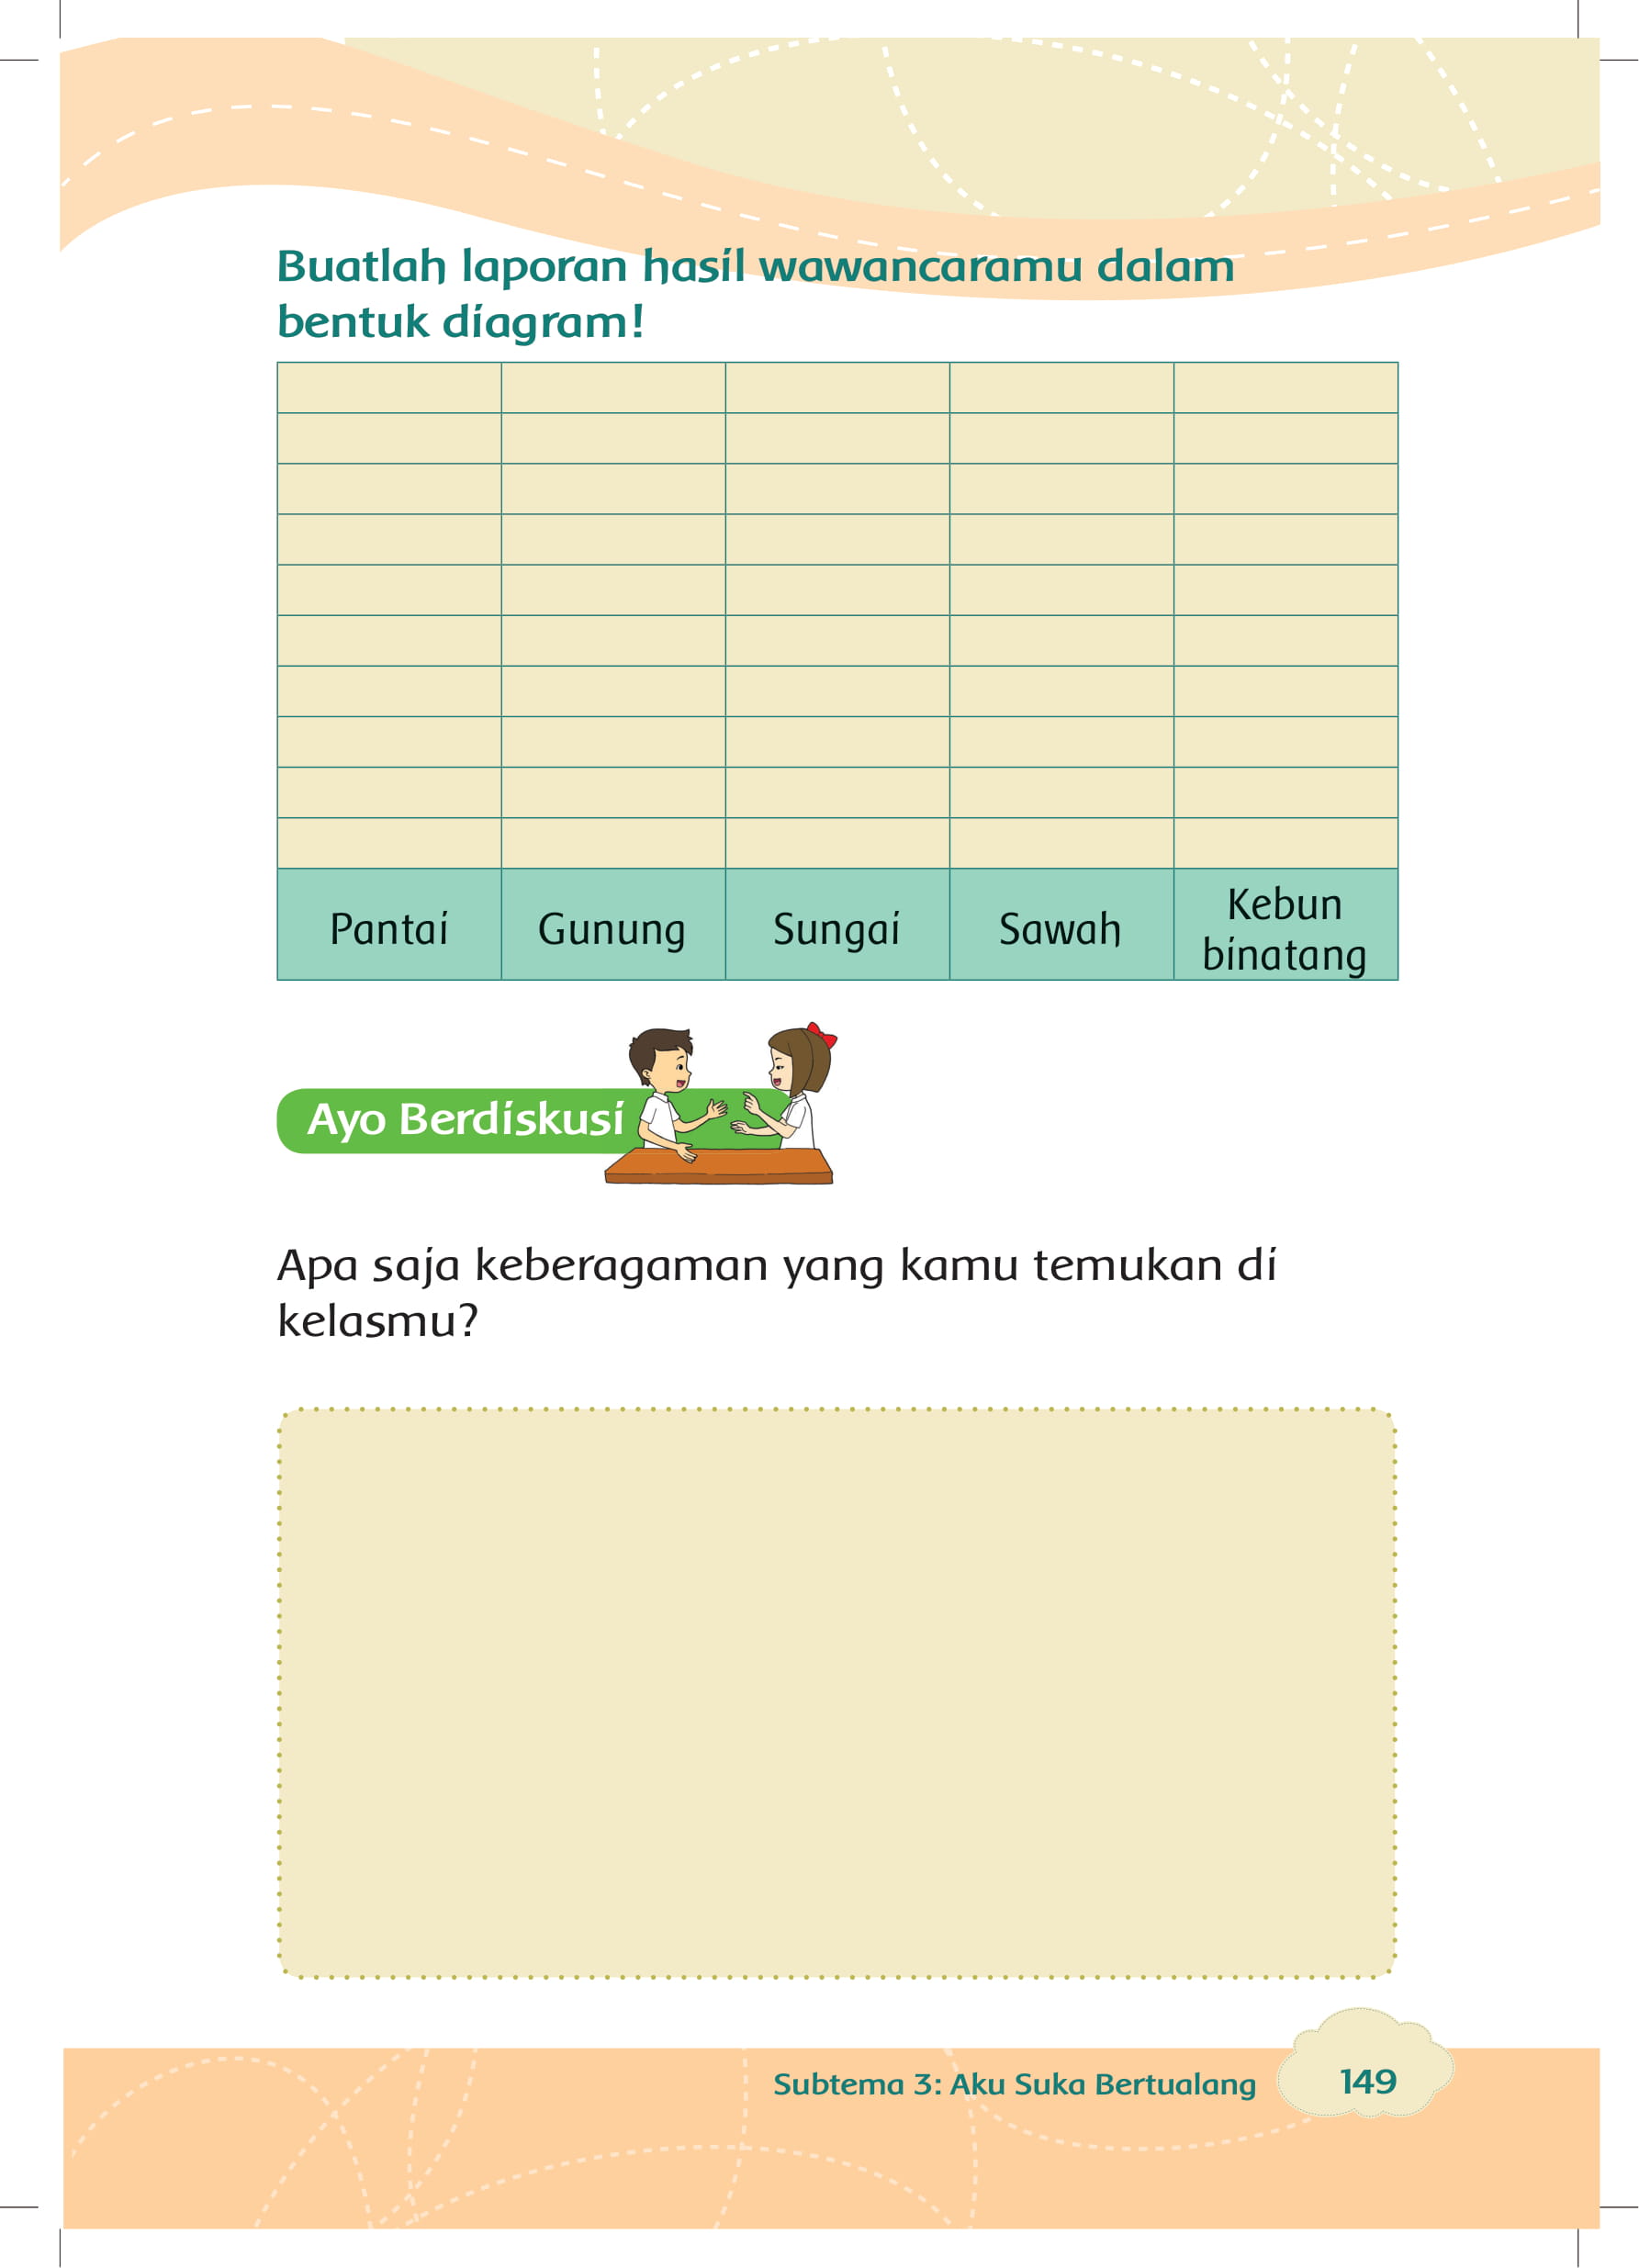 Buatlah laporan hasil wawancaramu dalam
bentuk diagram!
Pantai Gunung Sungai Sawah Kebun
binatang
Ayo Berdiskusi
Apa saja keberagaman yang kamu temukan di
kelasmu?
Subtema 3: Aku Suka Bertualang 149